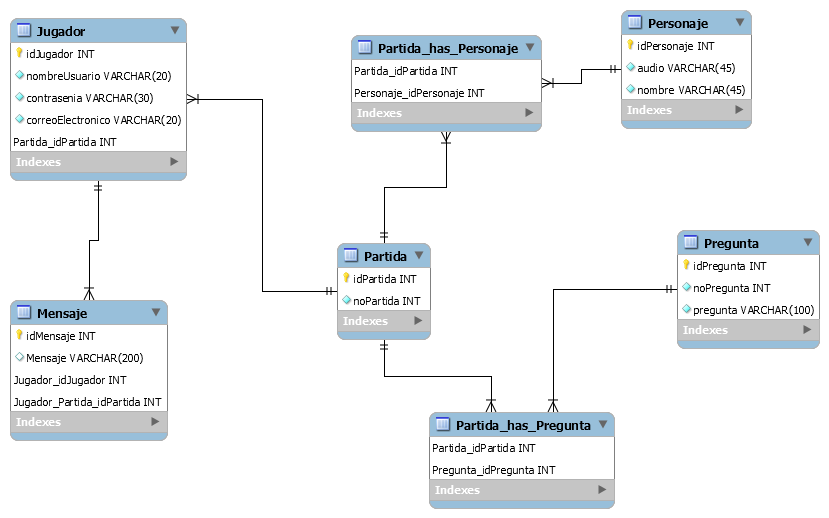 Jugador
idJugador INT
nombreUsuario VARCHAR(20)
contrasenia VARCHAR(30)
correoElectronico VARCHAR(20)
Partida_idPartida INT
Indexes
Partida_has_Personaje
Partida_idPartida INT
Personaje_idPersonaje INT
Indexes
Personaje
idPersonaje INT
audio VARCHAR(45)
nombre VARCHAR(45)
Indexes
Partida
idPartida INT
noPartida INT
Indexes
Pregunta
idPregunta INT
noPregunta INT
pregunta VARCHAR(100)
Indexes
Mensaje
idMensaje INT
Mensaje VARCHAR(200)
Jugador_idJugador INT
Jugador_Partida_idPartida INT
Indexes
Partida_has_Pregunta
Partida_idPartida INT
Pregunta_idPregunta INT
Indexes